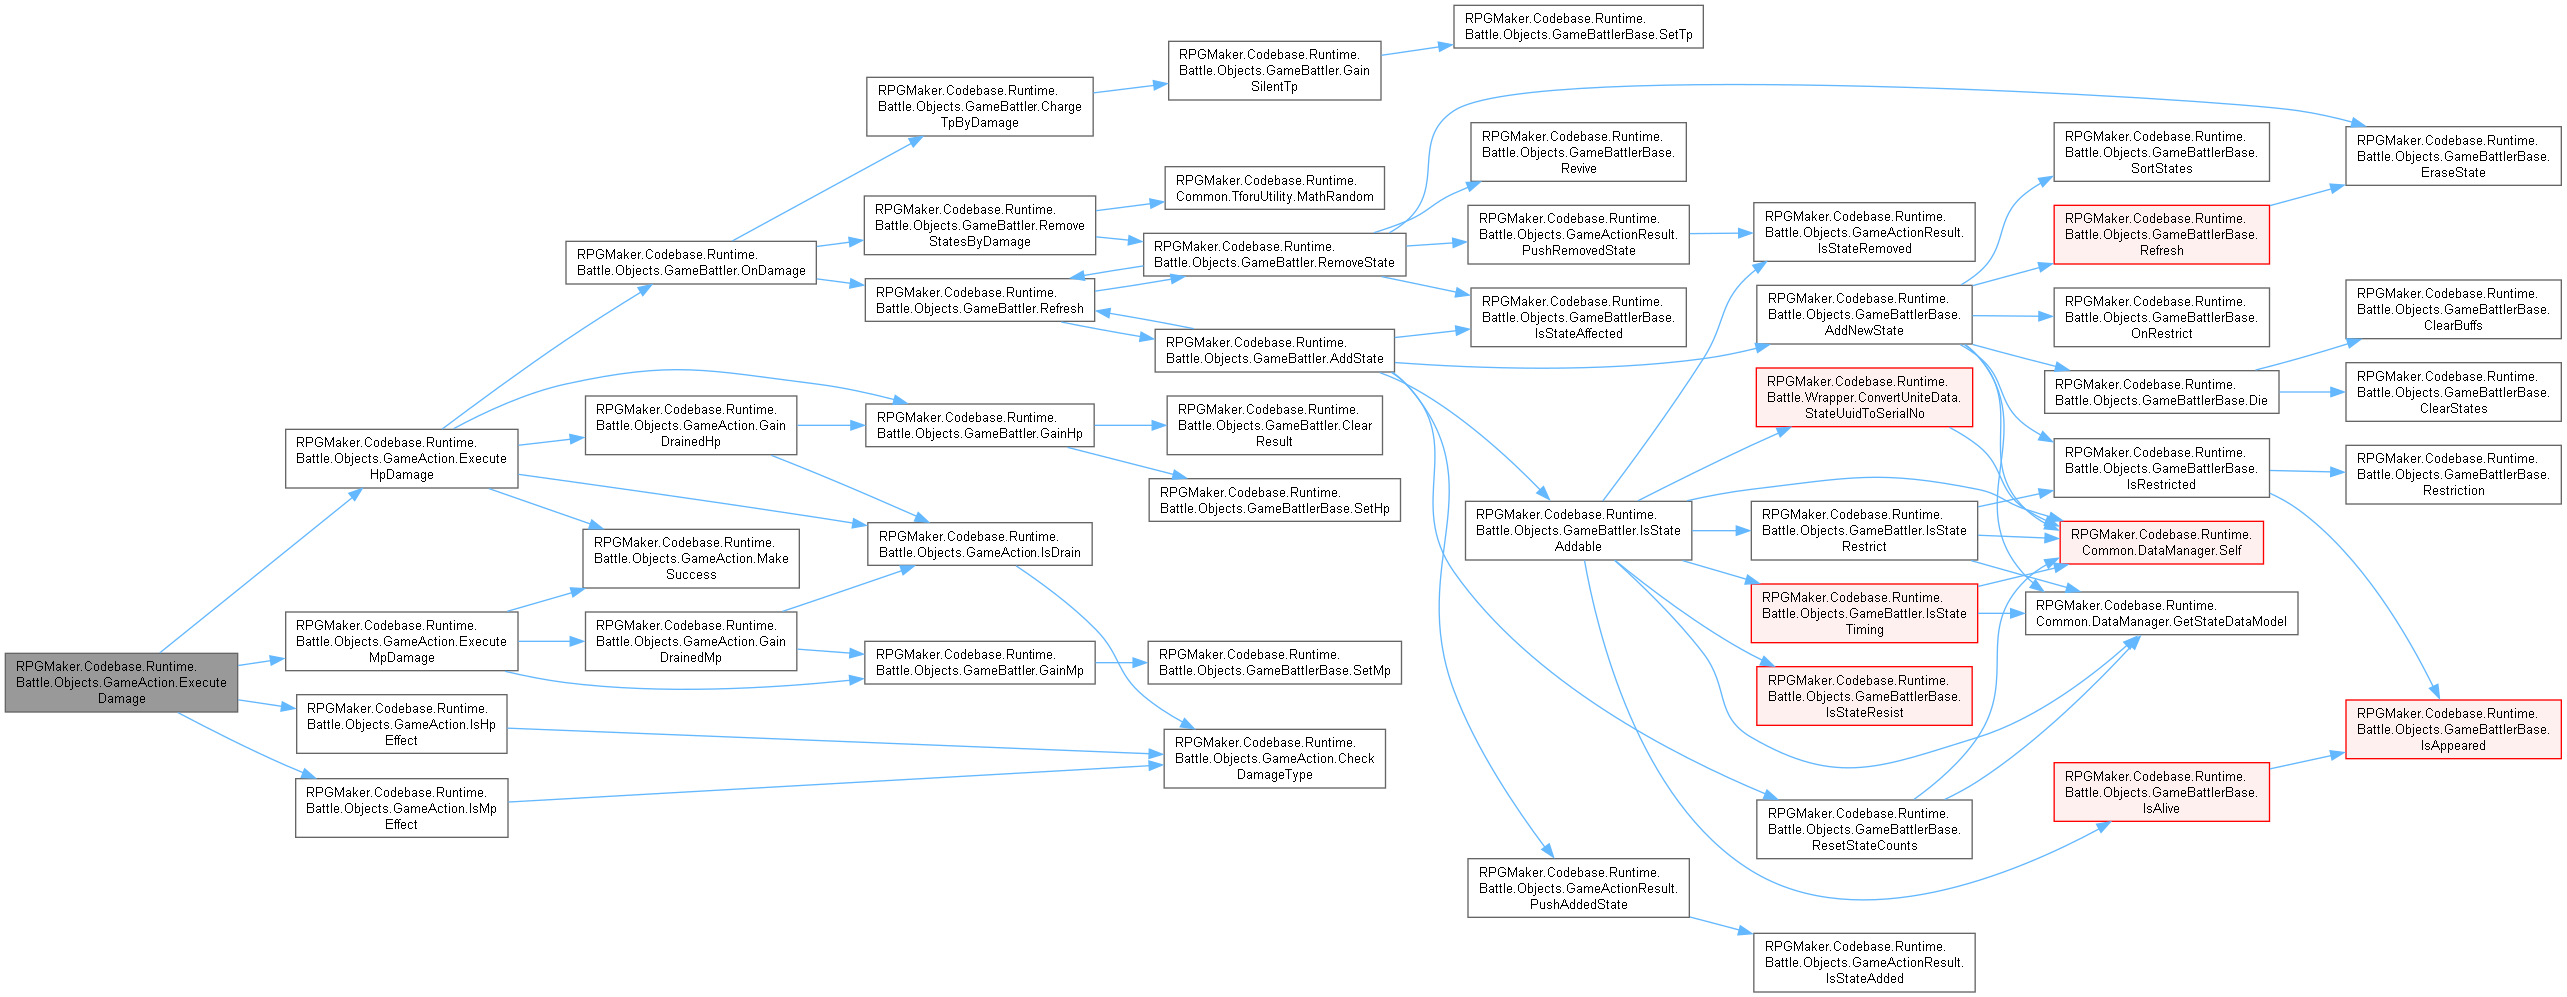 RPGMaker.Codebase.Runtime.
Battle.Objects.GameAction.Execute
Damage
RPGMaker.Codebase.Runtime.
Battle.Objects.GameAction.Execute
HpDamage
RPGMaker.Codebase.Runtime.
Battle.Objects.GameAction.Execute
MpDamage
RPGMaker.Codebase.Runtime.
Battle.Objects.GameAction.IsHp
Effect
RPGMaker.Codebase.Runtime.
Battle.Objects.GameAction.IsMp
Effect
RPGMaker.Codebase.Runtime.
Battle.Objects.GameBattler.OnDamage
RPGMaker.Codebase.Runtime.
Battle.Objects.GameAction.Gain
DrainedHp
RPGMaker.Codebase.Runtime.
Battle.Objects.GameAction.Make
Success
RPGMaker.Codebase.Runtime.
Battle.Objects.GameAction.Gain
DrainedMp
RPGMaker.Codebase.Runtime.
Battle.Objects.GameBattler.Charge
TpByDamage
RPGMaker.Codebase.Runtime.
Battle.Objects.GameBattler.Remove
StatesByDamage
RPGMaker.Codebase.Runtime.
Battle.Objects.GameBattler.Refresh
RPGMaker.Codebase.Runtime.
Battle.Objects.GameBattler.GainHp
RPGMaker.Codebase.Runtime.
Battle.Objects.GameAction.IsDrain
RPGMaker.Codebase.Runtime.
Battle.Objects.GameBattler.GainMp
RPGMaker.Codebase.Runtime.
Battle.Objects.GameBattler.Gain
SilentTp
RPGMaker.Codebase.Runtime.
Common.TforuUtility.MathRandom
RPGMaker.Codebase.Runtime.
Battle.Objects.GameBattler.RemoveState
RPGMaker.Codebase.Runtime.
Battle.Objects.GameBattler.AddState
RPGMaker.Codebase.Runtime.
Battle.Objects.GameBattler.Clear
Result
RPGMaker.Codebase.Runtime.
Battle.Objects.GameBattlerBase.SetHp
RPGMaker.Codebase.Runtime.
Battle.Objects.GameBattlerBase.SetMp
RPGMaker.Codebase.Runtime.
Battle.Objects.GameAction.Check
DamageType
RPGMaker.Codebase.Runtime.
Battle.Objects.GameBattlerBase.SetTp
RPGMaker.Codebase.Runtime.
Battle.Objects.GameBattlerBase.
Revive
RPGMaker.Codebase.Runtime.
Battle.Objects.GameActionResult.
PushRemovedState
RPGMaker.Codebase.Runtime.
Battle.Objects.GameBattlerBase.
IsStateAffected
RPGMaker.Codebase.Runtime.
Battle.Objects.GameBattler.IsState
Addable
RPGMaker.Codebase.Runtime.
Battle.Objects.GameActionResult.
PushAddedState
RPGMaker.Codebase.Runtime.
Battle.Objects.GameActionResult.
IsStateRemoved
RPGMaker.Codebase.Runtime.
Battle.Objects.GameBattlerBase.
AddNewState
RPGMaker.Codebase.Runtime.
Battle.Wrapper.ConvertUniteData.
StateUuidToSerialNo
RPGMaker.Codebase.Runtime.
Battle.Objects.GameBattler.IsState
Restrict
RPGMaker.Codebase.Runtime.
Battle.Objects.GameBattler.IsState
Timing
RPGMaker.Codebase.Runtime.
Battle.Objects.GameBattlerBase.
IsStateResist
RPGMaker.Codebase.Runtime.
Battle.Objects.GameBattlerBase.
ResetStateCounts
RPGMaker.Codebase.Runtime.
Battle.Objects.GameActionResult.
IsStateAdded
RPGMaker.Codebase.Runtime.
Battle.Objects.GameBattlerBase.
SortStates
RPGMaker.Codebase.Runtime.
Battle.Objects.GameBattlerBase.
Refresh
RPGMaker.Codebase.Runtime.
Battle.Objects.GameBattlerBase.
OnRestrict
RPGMaker.Codebase.Runtime.
Battle.Objects.GameBattlerBase.Die
RPGMaker.Codebase.Runtime.
Battle.Objects.GameBattlerBase.
IsRestricted
RPGMaker.Codebase.Runtime.
Common.DataManager.Self
RPGMaker.Codebase.Runtime.
Common.DataManager.GetStateDataModel
RPGMaker.Codebase.Runtime.
Battle.Objects.GameBattlerBase.
IsAlive
RPGMaker.Codebase.Runtime.
Battle.Objects.GameBattlerBase.
EraseState
RPGMaker.Codebase.Runtime.
Battle.Objects.GameBattlerBase.
ClearBuffs
RPGMaker.Codebase.Runtime.
Battle.Objects.GameBattlerBase.
ClearStates
RPGMaker.Codebase.Runtime.
Battle.Objects.GameBattlerBase.
Restriction
RPGMaker.Codebase.Runtime.
Battle.Objects.GameBattlerBase.
IsAppeared